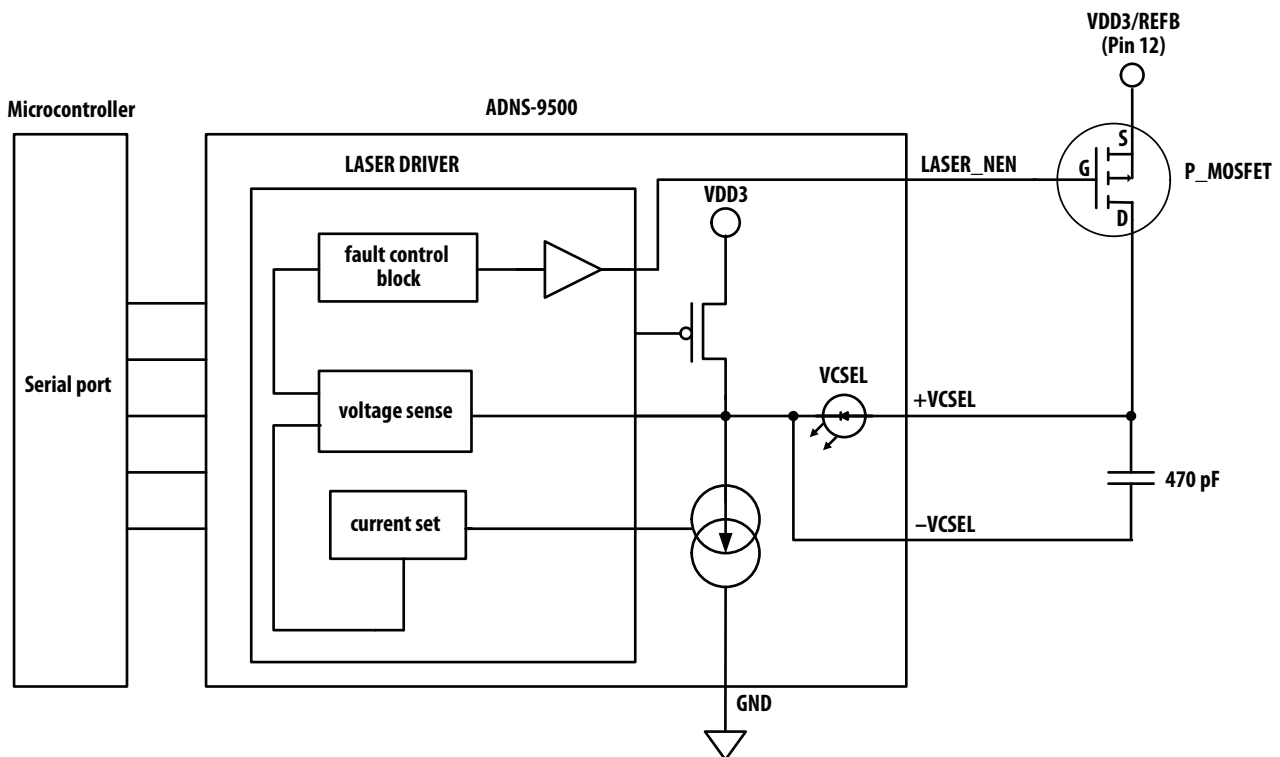 VDD3/REFB
(Pin 12)
Microcontroller
ADNS-9500
S
LASER DRIVER
LASER_NEN
G
P_MOSFET
VDD3
D
fault control
block
Serial port
voltage sense
VCSEL
+VCSEL
470 pF
current set
–VCSEL
GND